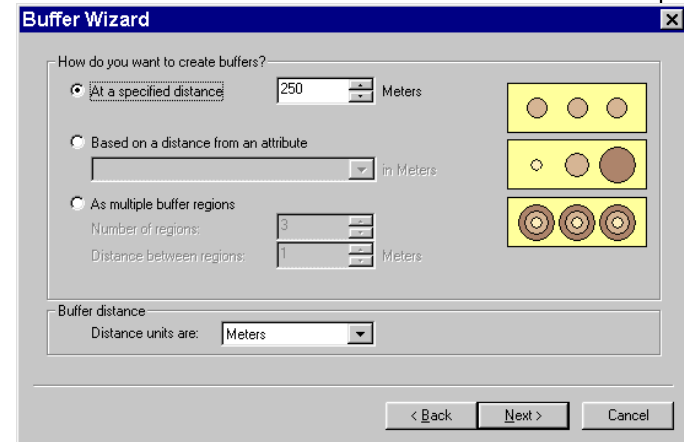 Buffer Wizard
How do you want to create buffers?
At a specified distance 250 Meters
Based on a distance from an attribute
in Meters
As multiple buffer regions
Number of regions: 3
Distance between regions: 1 Meters
Buffer distance
Distance units are: Meters
< Back Next > Cancel